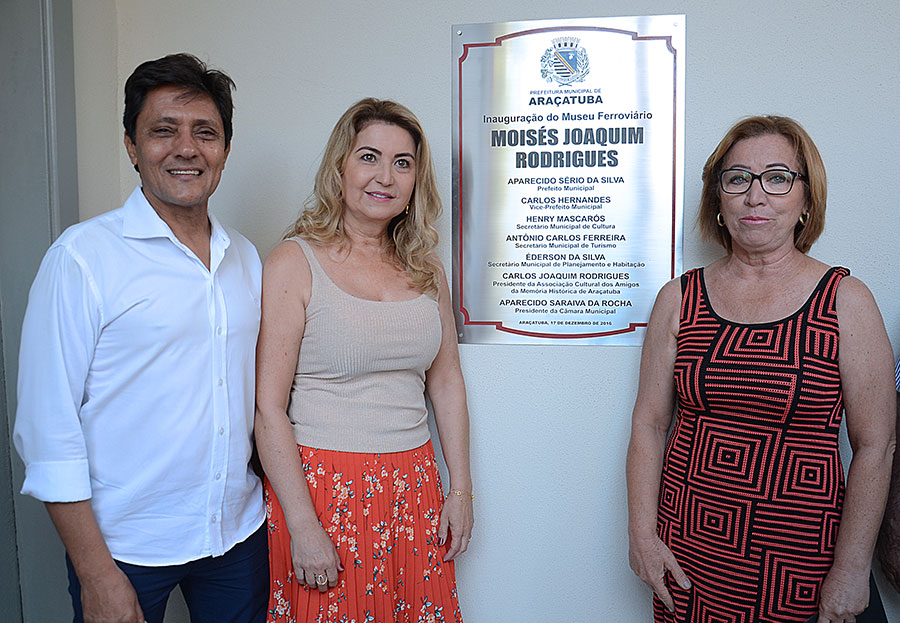 PREFEITURA MUNICIPAL DE
ARAÇATUBA
Inauguração do Museu Ferroviário
MOISÉS JOAQUIM
RODRIGUES
APARECIDO SÉRIO DA SILVA
Prefeito Municipal
CARLOS HERNANDES
Vice-Prefeito Municipal
HENRY MASCARÓS
Secretário Municipal de Cultura
ANTÔNIO CARLOS FERREIRA
Secretário Municipal de Turismo
ÉDERSON DA SILVA
Secretário Municipal de Planejamento e Habitação
CARLOS JOAQUIM RODRIGUES
Presidente da Associação Cultural dos Amigos
da Memória Histórica de Araçatuba
APARECIDO SARAIVA DA ROCHA
Presidente da Câmara Municipal
ARAÇATUBA, 17 DE DEZEMBRO DE 2016